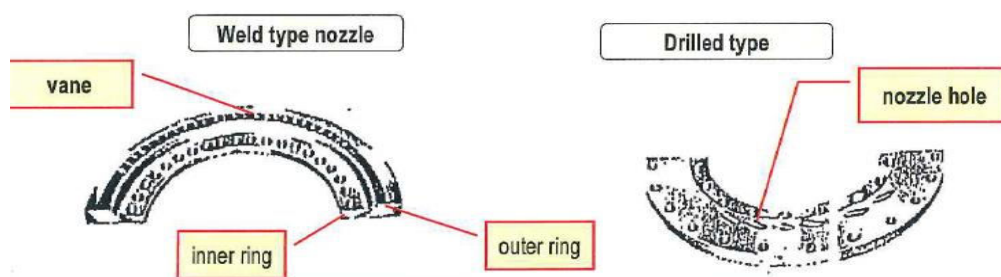 Weld type nozzle
Drilled type
vane
nozzle hole
inner ring
outer ring